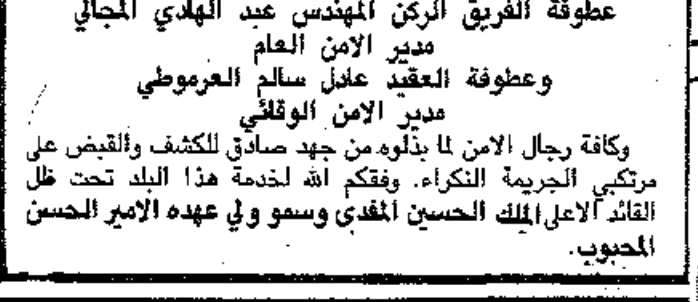 عطوفة الفريق الركن المهندس عبد الهادي المجالي
مدير الامن العام
وعطوفة العقيد عادل سالم العرموطي
مدير الامن الوقائي
وكافة رجال الامن لما بذلوه من جهد صادق للكشف والقبض على
مرتكبي الجريمة النكراء. وفقكم الله لخدمة هذا البلد تحت ظل
القائد الاعلى الملك الحسين المفدى وسمو ولي عهده الامير الحسن
المحبوب.